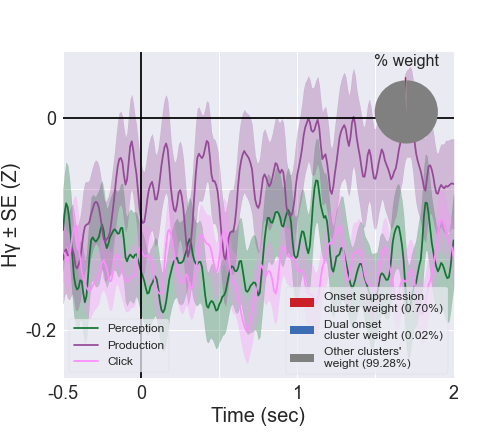 % weight
0
Hγ ± SE (Z)
-0.2
Perception
Production
Click
Onset suppression
cluster weight (0.70%)
Dual onset
cluster weight (0.02%)
Other clusters'
weight (99.28%)
-0.5
0
1
2
Time (sec)